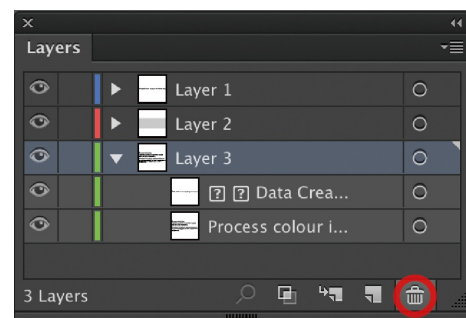 Layers
Layer 1
Layer 2
Layer 3
? ? Data Crea...
Process colour i...
3 Layers